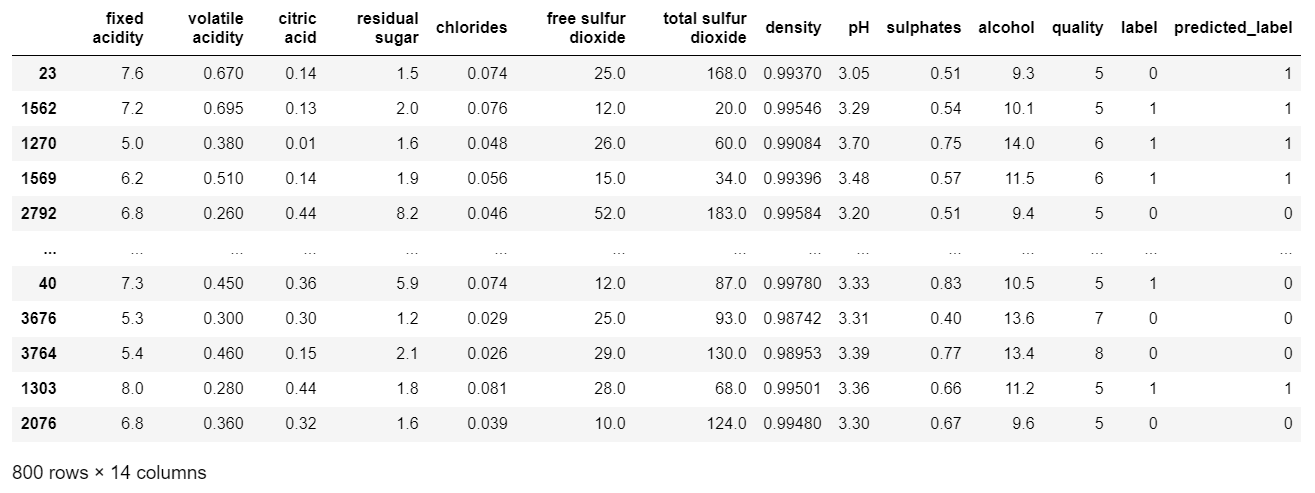 fixed acidity volatile acidity citric acid residual sugar chlorides free sulfur dioxide total sulfur dioxide density pH sulphates alcohol quality label predicted_label
23 7.6 0.670 0.14 1.5 0.074 25.0 168.0 0.99370 3.05 0.51 9.3 5 0 1
1562 7.2 0.695 0.13 2.0 0.076 12.0 20.0 0.99546 3.29 0.54 10.1 5 1 1
1270 5.0 0.380 0.01 1.6 0.048 26.0 60.0 0.99084 3.70 0.75 14.0 6 1 1
1569 6.2 0.510 0.14 1.9 0.056 15.0 34.0 0.99396 3.48 0.57 11.5 6 1 1
2792 6.8 0.260 0.44 8.2 0.046 52.0 183.0 0.99584 3.20 0.51 9.4 5 0 0
... ... ... ... ... ... ... ... ... ... ... ... ... ... ...
40 7.3 0.450 0.36 5.9 0.074 12.0 87.0 0.99780 3.33 0.83 10.5 5 1 0
3676 5.3 0.300 0.30 1.2 0.029 25.0 93.0 0.98742 3.31 0.40 13.6 7 0 0
3764 5.4 0.460 0.15 2.1 0.026 29.0 130.0 0.98953 3.39 0.77 13.4 8 0 0
1303 8.0 0.280 0.44 1.8 0.081 28.0 68.0 0.99501 3.36 0.66 11.2 5 1 1
2076 6.8 0.360 0.32 1.6 0.039 10.0 124.0 0.99480 3.30 0.67 9.6 5 0 0
800 rows × 14 columns